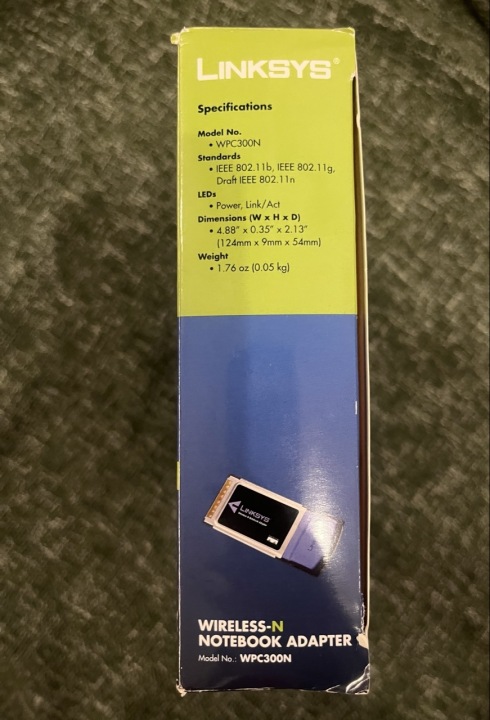 LINKSYS®
Specifications
Model No.
• WPC300N
Standards
• IEEE 802.11b, IEEE 802.11g,
Draft IEEE 802.11n
LEDs
• Power, Link/Act
Dimensions (W x H x D)
• 4.88" x 0.35" x 2.13"
(124mm x 9mm x 54mm)
Weight
• 1.76 oz (0.05 kg)
LINKSYS
WIRELESS-N
NOTEBOOK ADAPTER
Model No.: WPC300N